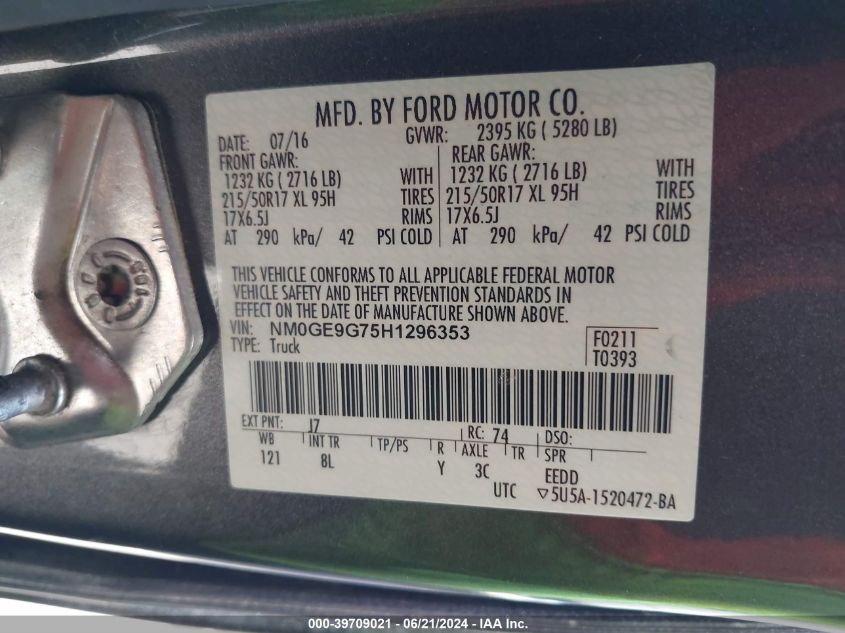 MFD. BY FORD MOTOR CO.
DATE: 07/16 GVWR: 2395 KG ( 5280 LB)
FRONT GAWR: REAR GAWR:
1232 KG ( 2716 LB) WITH 1232 KG ( 2716 LB) WITH
215/50R17 XL 95H TIRES 215/50R17 XL 95H TIRES
17X6.5J RIMS 17X6.5J RIMS
AT 290 kPa/ 42 PSI COLD AT 290 kPa/ 42 PSI COLD
THIS VEHICLE CONFORMS TO ALL APPLICABLE FEDERAL MOTOR
VEHICLE SAFETY AND THEFT PREVENTION STANDARDS IN
EFFECT ON THE DATE OF MANUFACTURE SHOWN ABOVE.
VIN: NM0GE9G75H1296353 F0211
TYPE: Truck T0393
EXT PNT: J7 RC: 74 DSO:
WB INT TR TP/PS R AXLE TR SPR
121 8L Y 3C EEDD
UTC ▽5U5A-1520472-BA
000-39709021 - 06/21/2024 - IAA Inc.